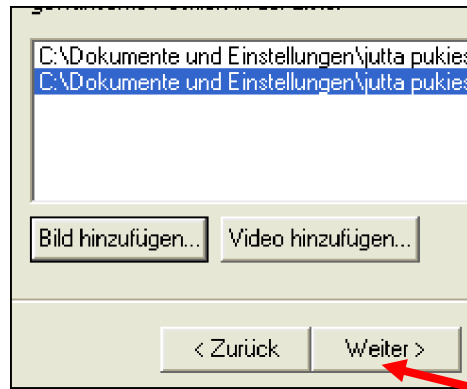 C:\Dokumente und Einstellungen\jutta pukies
C:\Dokumente und Einstellungen\jutta pukies
Bild hinzufügen... Video hinzufügen...
< Zurück Weiter >